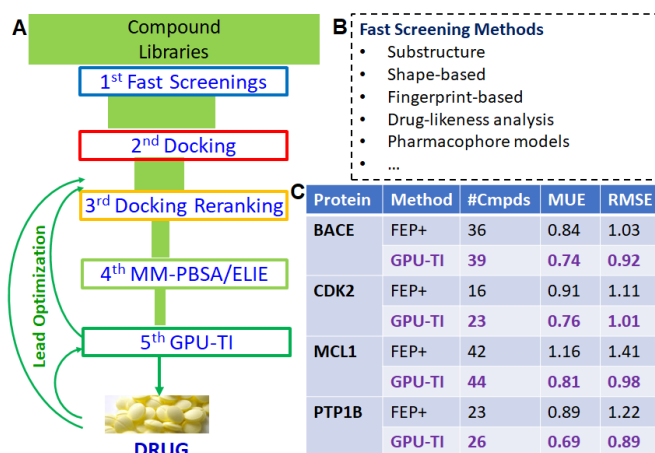 A
Compound
Libraries
1st Fast Screenings
2nd Docking
3rd Docking Reranking
4th MM-PBSA/ELIE
5th GPU-TI
Lead Optimization
DRUG
B
Fast Screening Methods
• Substructure
• Shape-based
• Fingerprint-based
• Drug-likeness analysis
• Pharmacophore models
• ...
C
Protein Method #Cmpds MUE RMSE
BACE FEP+ 36 0.84 1.03
GPU-TI 39 0.74 0.92
CDK2 FEP+ 16 0.91 1.11
GPU-TI 23 0.76 1.01
MCL1 FEP+ 42 1.16 1.41
GPU-TI 44 0.81 0.98
PTP1B FEP+ 23 0.89 1.22
GPU-TI 26 0.69 0.89